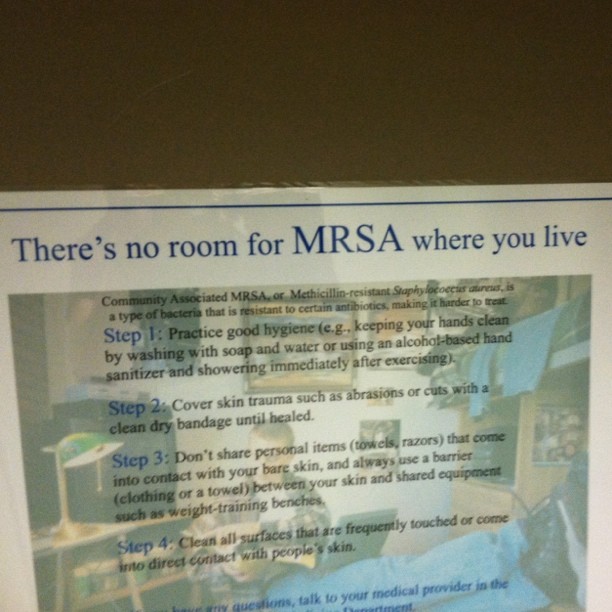 There's no room for MRSA where you live
Community Associated MRSA, or Methicillin-resistant Staphylococcus aureus, is
a type of bacteria that is resistant to certain antibiotics, making it harder to treat.
Step 1: Practice good hygiene (e.g., keeping your hands clean
by washing with soap and water or using an alcohol-based hand
sanitizer and showering immediately after exercising).
Step 2: Cover skin trauma such as abrasions or cuts with a
clean dry bandage until healed.
Step 3: Don't share personal items (towels, razors) that come
into contact with your bare skin, and always use a barrier
(clothing or a towel) between your skin and shared equipment
such as weight-training benches.
Step 4: Clean all surfaces that are frequently touched or come
into direct contact with people's skin.
have any questions, talk to your medical provider in the
Department.